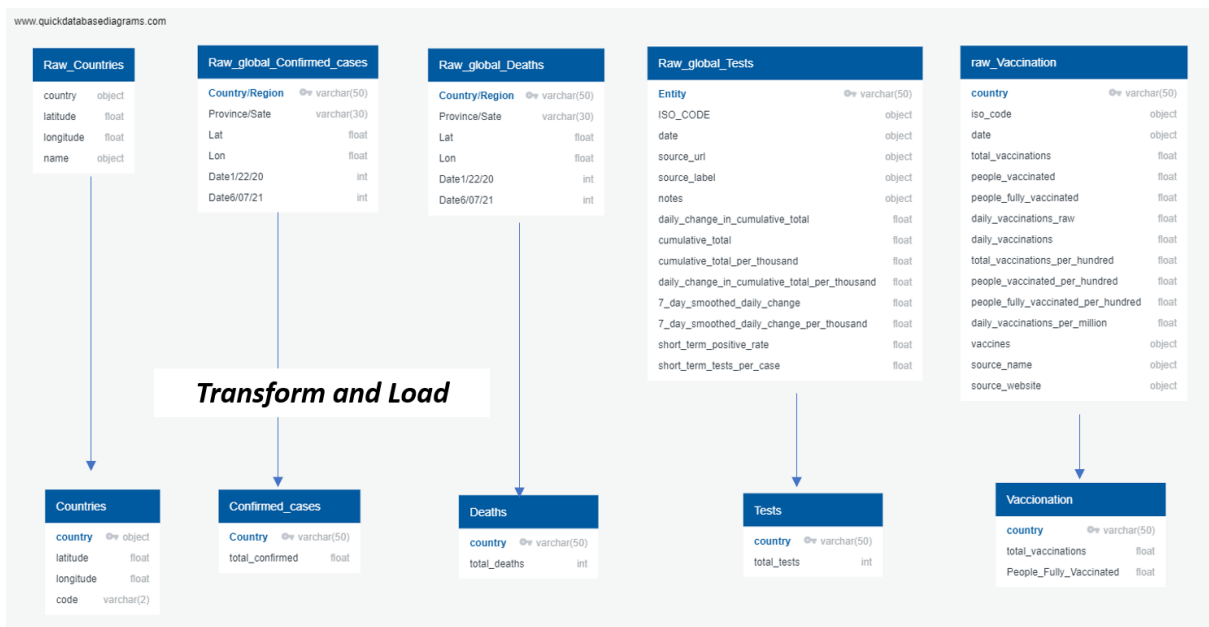 www.quickdatabasediagrams.com
Raw_Countries
country object
latitude float
longitude float
name object
Raw_global_Confirmed_cases
Country/Region varchar(50)
Province/Sate varchar(30)
Lat float
Lon float
Date1/22/20 int
Date6/07/21 int
Raw_global_Deaths
Country/Region varchar(50)
Province/Sate varchar(30)
Lat float
Lon float
Date1/22/20 int
Date6/07/21 int
Raw_global_Tests
Entity varchar(50)
ISO_CODE object
date object
source_url object
source_label object
notes object
daily_change_in_cumulative_total float
cumulative_total float
cumulative_total_per_thousand float
daily_change_in_cumulative_total_per_thousand float
7_day_smoothed_daily_change float
7_day_smoothed_daily_change_per_thousand float
short_term_positive_rate float
short_term_tests_per_case float
raw_Vaccination
country varchar(50)
iso_code object
date object
total_vaccinations float
people_vaccinated float
people_fully_vaccinated float
daily_vaccinations_raw float
daily_vaccinations float
total_vaccinations_per_hundred float
people_vaccinated_per_hundred float
people_fully_vaccinated_per_hundred float
daily_vaccinations_per_million float
vaccines object
source_name object
source_website object
Transform and Load
Countries
country object
latitude float
longitude float
code varchar(2)
Confirmed_cases
Country varchar(50)
total_confirmed float
Deaths
country varchar(50)
total_deaths int
Tests
country varchar(50)
total_tests int
Vaccionation
country varchar(50)
total_vaccinations float
People_Fully_Vaccinated float